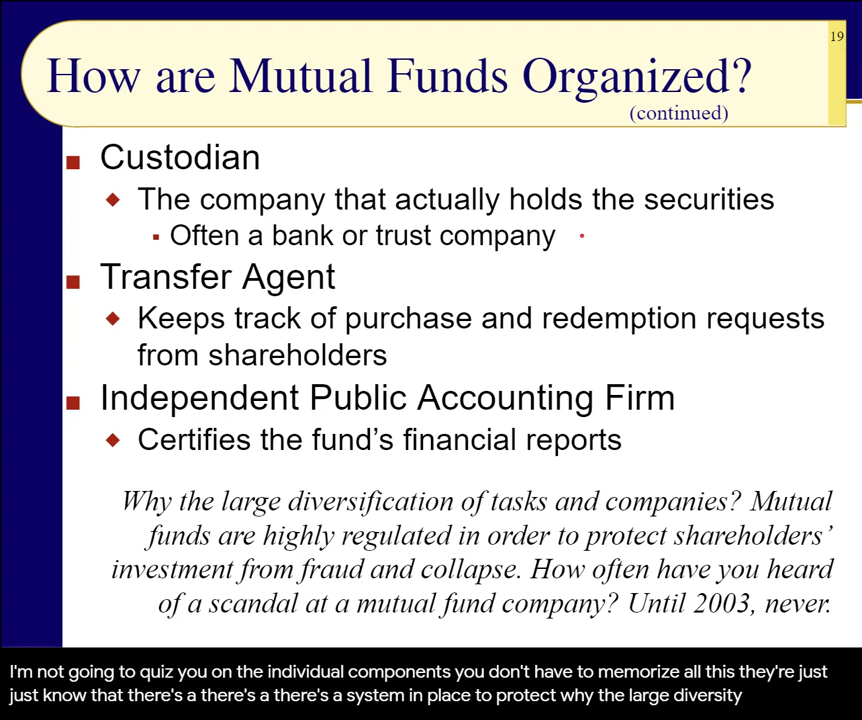 19
How are Mutual Funds Organized?
(continued)
Custodian
The company that actually holds the securities
Often a bank or trust company
Transfer Agent
Keeps track of purchase and redemption requests
from shareholders
Independent Public Accounting Firm
Certifies the fund’s financial reports
Why the large diversification of tasks and companies? Mutual
funds are highly regulated in order to protect shareholders’
investment from fraud and collapse. How often have you heard
of a scandal at a mutual fund company? Until 2003, never.
I'm not going to quiz you on the individual components you don't have to memorize all this they're just
just know that there's a there's a there's a system in place to protect why the large diversity